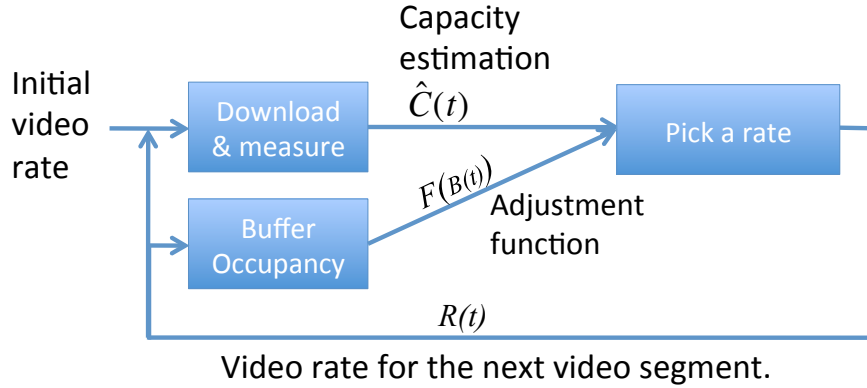 Capacity
estimation
Initial
video
rate
Download
& measure
Ĉ(t)
Pick a rate
F(B(t))
Adjustment
function
Buffer
Occupancy
R(t)
Video rate for the next video segment.